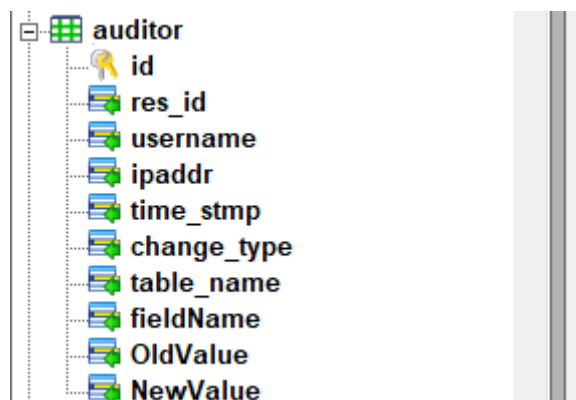 auditor
id
res_id
username
ipaddr
time_stmp
change_type
table_name
fieldName
OldValue
NewValue